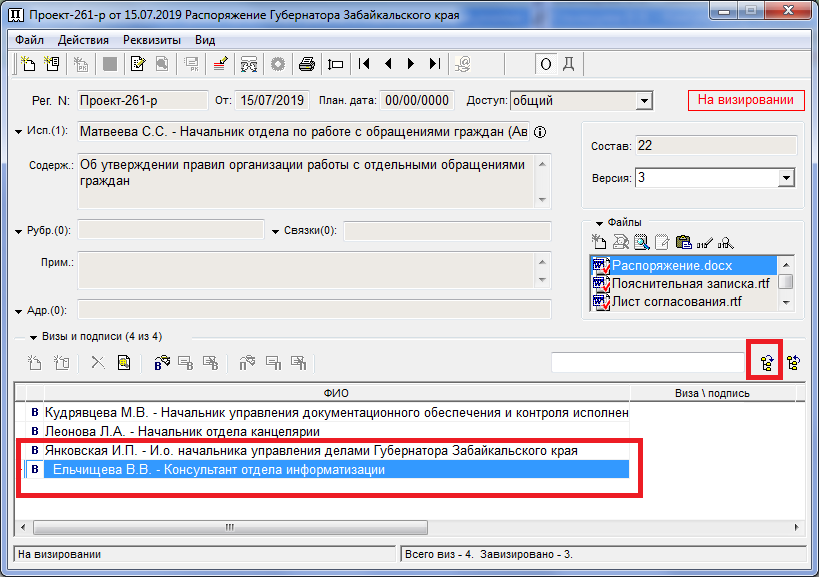 Проект-261-р от 15.07.2019 Распоряжение Губернатора Забайкальского края
Файл Действия Реквизиты Вид
О Д
Рег. N: Проект-261-р От: 15/07/2019 План. дата: 00/00/0000 Доступ: общий На визировании
Исп.(1): Матвеева С.С. - Начальник отдела по работе с обращениями граждан (Ав
Содерж.: Об утверждении правил организации работы с отдельными обращениями
граждан
Состав: 22
Версия: 3
Рубр.(0): Связки(0):
Прим.:
Адр.(0):
Файлы
Распоряжение.docx
Пояснительная записка.rtf
Лист согласования.rtf
Визы и подписи (4 из 4)
ФИО Виза \ подпись
В Кудрявцева М.В. - Начальник управления документационного обеспечения и контроля исполнен
В Леонова Л.А. - Начальник отдела канцелярии
В Янковская И.П. - И.о. начальника управления делами Губернатора Забайкальского края
В Ельчищева В.В. - Консультант отдела информатизации
На визировании Всего виз - 4. Завизировано - 3.